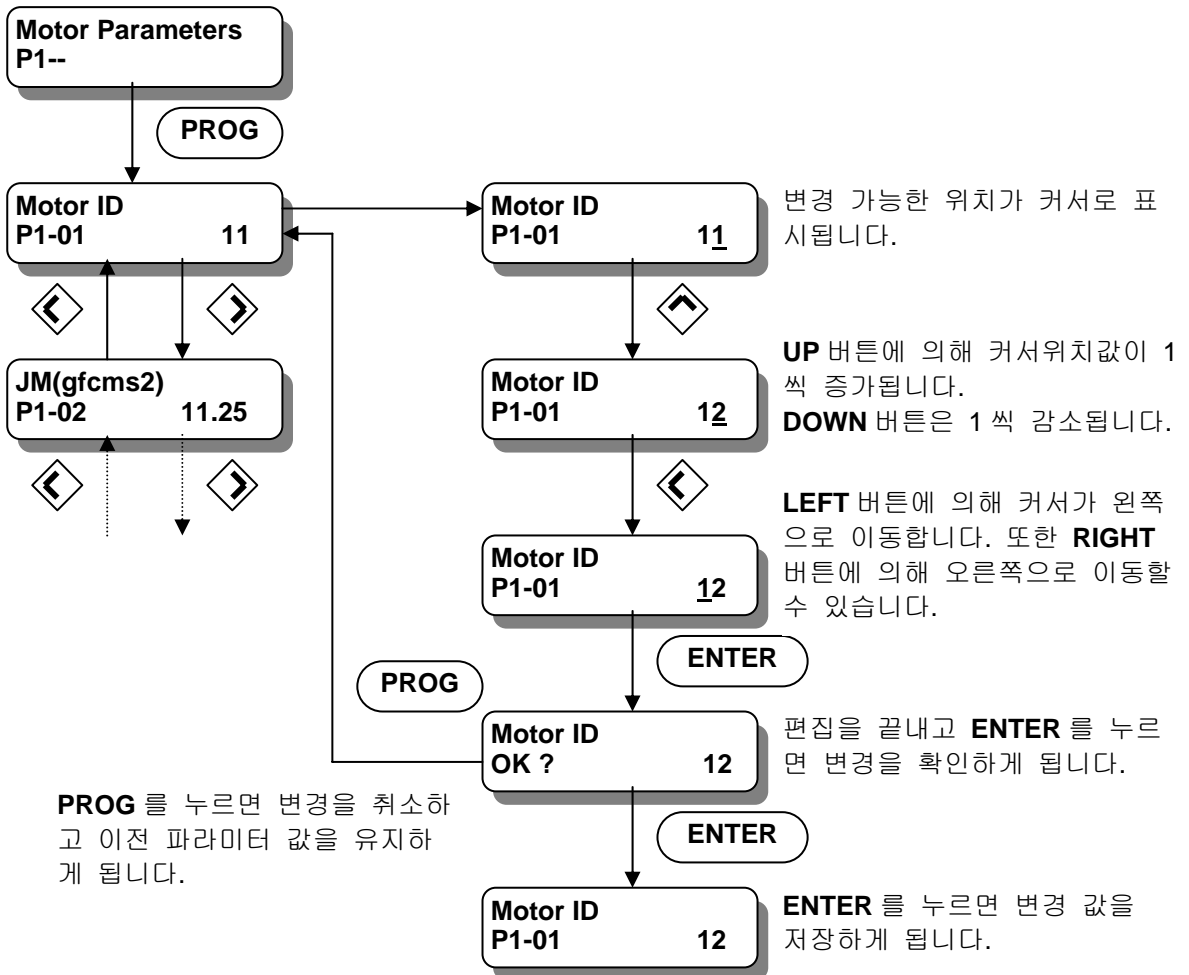 Motor Parameters
P1--
PROG
Motor ID
P1-01 11
Motor ID
P1-01 11
변경 가능한 위치가 커서로 표
시됩니다.
JM(gfcms2)
P1-02 11.25
Motor ID
P1-01 12
UP 버튼에 의해 커서위치값이 1
씩 증가됩니다.
DOWN 버튼은 1 씩 감소됩니다.
Motor ID
P1-01 12
LEFT 버튼에 의해 커서가 왼쪽
으로 이동합니다. 또한 RIGHT
버튼에 의해 오른쪽으로 이동할
수 있습니다.
ENTER
PROG
Motor ID
OK ? 12
편집을 끝내고 ENTER 를 누르
면 변경을 확인하게 됩니다.
PROG 를 누르면 변경을 취소하
고 이전 파라미터 값을 유지하
게 됩니다.
ENTER
Motor ID
P1-01 12
ENTER 를 누르면 변경 값을
저장하게 됩니다.